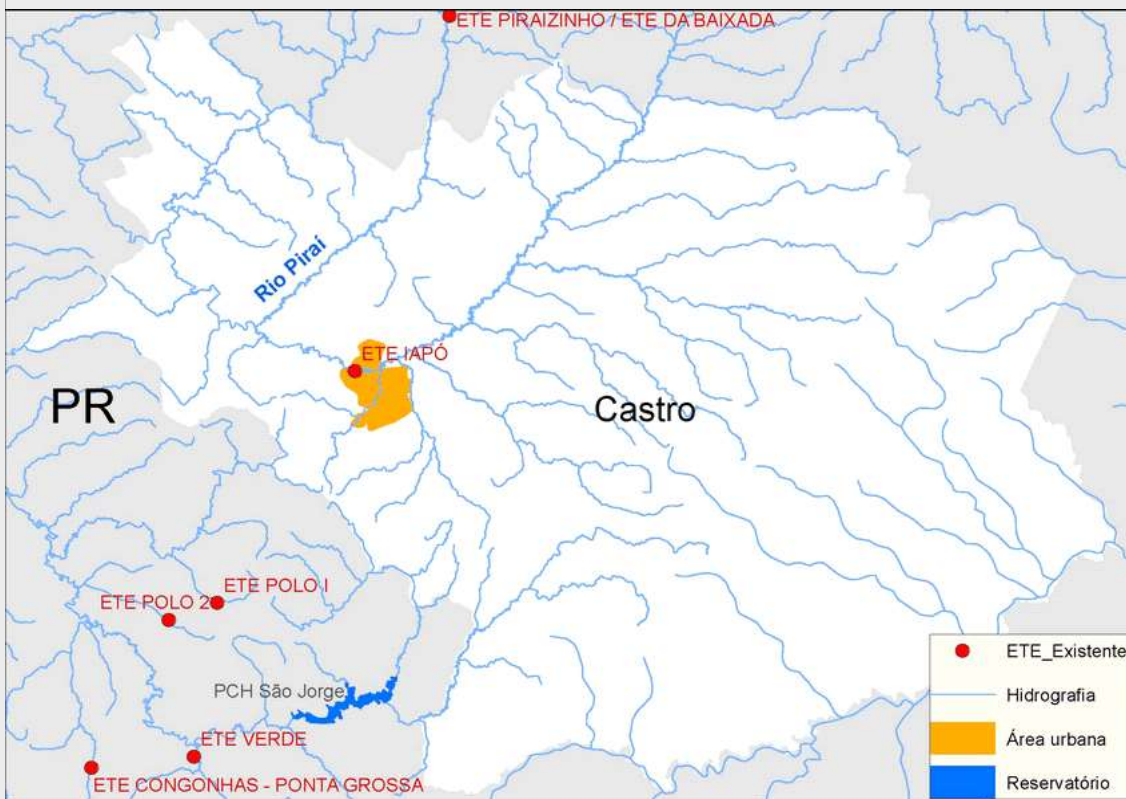 ETE PIRAIZINHO / ETE DA BAIXADA
Rio Piraí
ETE IAPÓ
PR
Castro
ETE POLO I
ETE POLO 2
PCH São Jorge
ETE VERDE
ETE CONGONHAS - PONTA GROSSA
ETE_Existente
Hidrografia
Área urbana
Reservatório